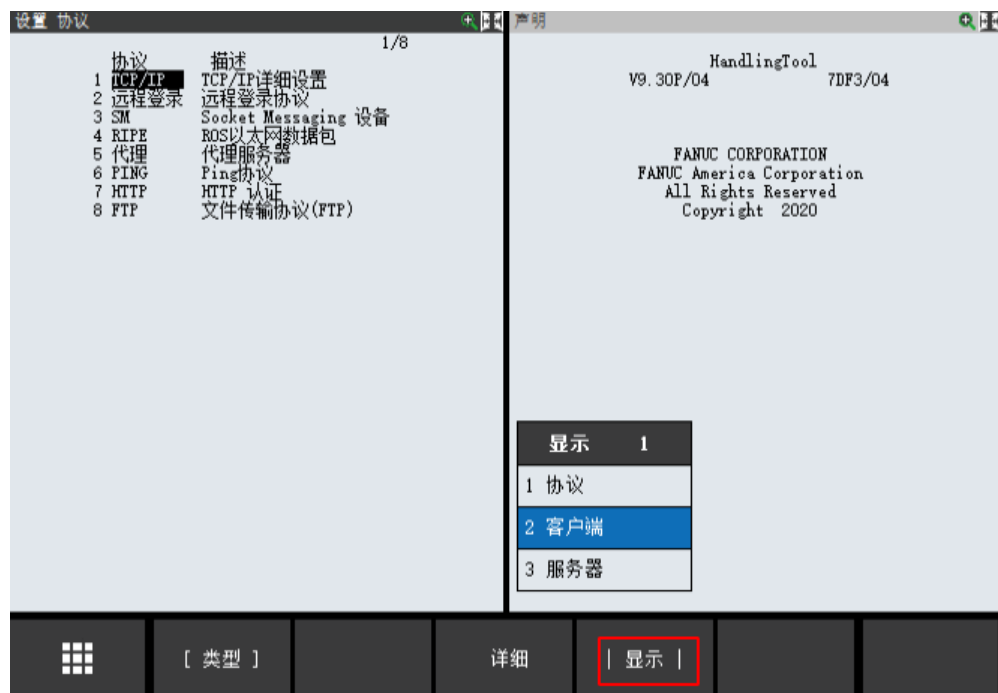 设置 协议
1/8
协议 描述
1 TCP/IP TCP/IP详细设置
2 远程登录 远程登录协议
3 SM Socket Messaging 设备
4 RIPE ROS以太网数据包
5 代理 代理服务器
6 PING Ping协议
7 HTTP HTTP 认证
8 FTP 文件传输协议(FTP)
声明
HandlingTool
V9.30P/04 7DF3/04
FANUC CORPORATION
FANUC America Corporation
All Rights Reserved
Copyright 2020
显示 1
1 协议
2 客户端
3 服务器
[ 类型 ]
详细
| 显示 |